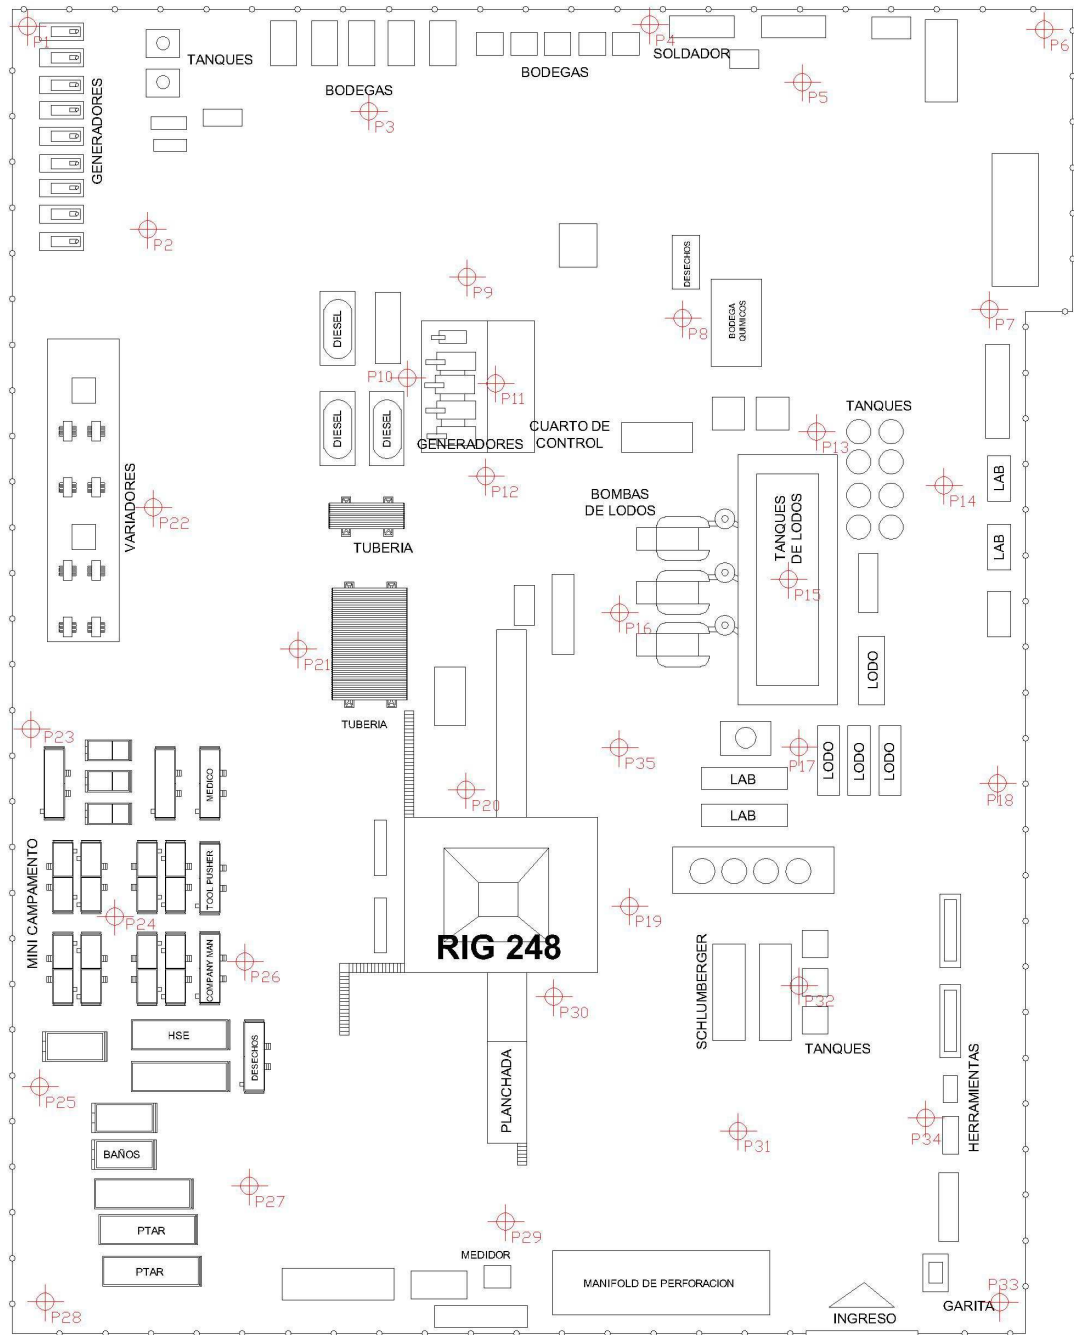 P1
P4
P6
SOLDADOR
TANQUES
BODEGAS
BODEGAS
P5
GENERADORES
P3
P2
DESECHOS
P9
P7
P8
BODEGA
QUIMICOS
DIESEL
P10
P11
DIESEL
DIESEL
GENERADORES
CUARTO DE
CONTROL
TANQUES
P13
P12
LAB
P14
VARIADORES
P22
BOMBAS
DE LODOS
TANQUES
DE LODOS
TUBERIA
LAB
P15
P16
P21
LODO
TUBERIA
P23
P35
P17
LODO
LODO
LODO
MEDICO
LAB
P18
P20
LAB
MINI CAMPAMENTO
TOOL PUSHER
P24
P19
RIG 248
COMPANY MAN
P26
SCHLUMBERGER
P32
P30
HSE
DESECHOS
TANQUES
P25
PLANCHADA
P34
HERRAMIENTAS
P31
BAÑOS
P27
PTAR
P29
MEDIDOR
PTAR
MANIFOLD DE PERFORACION
P28
P33
GARITA
INGRESO